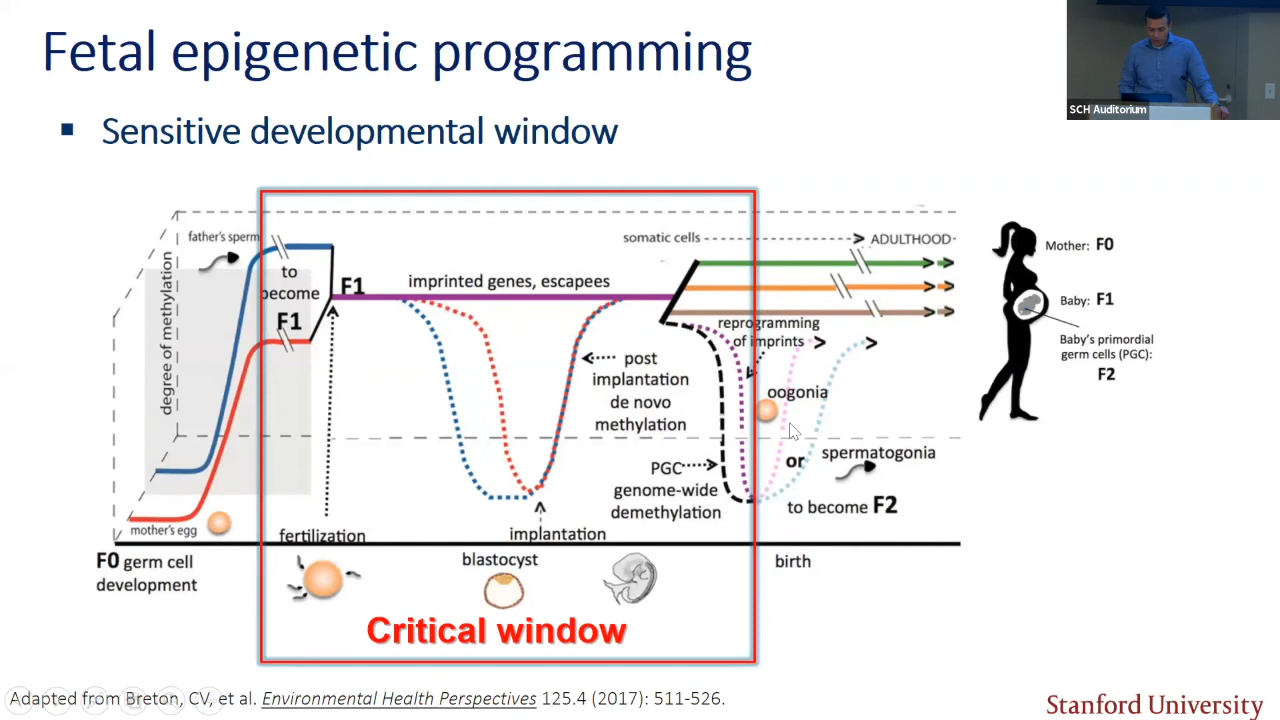 Fetal epigenetic programming
SCH Auditorium
▪ Sensitive developmental window
father's sperm
degree of methylation
to
become
F1
F1
imprinted genes, escapees
somatic cells
ADULTHOOD
reprogramming
of imprints
post
implantation
de novo
methylation
oogonia
or
spermatogonia
PGC
genome-wide
demethylation
to become F2
mother's egg
fertilization
implantation
F0 germ cell
development
blastocyst
birth
Critical window
Mother: F0
Baby: F1
Baby's primordial
germ cells (PGC):
F2
Adapted from Breton, CV, et al. Environmental Health Perspectives 125.4 (2017): 511-526.
Stanford University